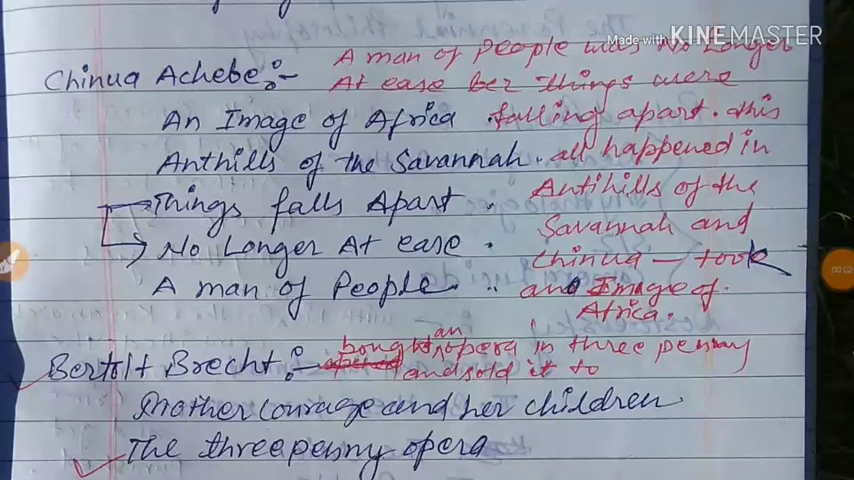 Made with KINEMASTER
A man of people was No Longer
Chinua Achebe:-
At ease bcz things were
An Image of Africa
falling apart. this
Anthills of the Savannah.
all happened in
Things falls Apart.
Antihills of the
Savannah and
No Longer At ease.
Chinua - took
A man of People.
an Image of
Africa.
an
bought opera in three penny
Bertolt Brecht:-
and sold it to
Mother Courage and her children
The threepenny opera